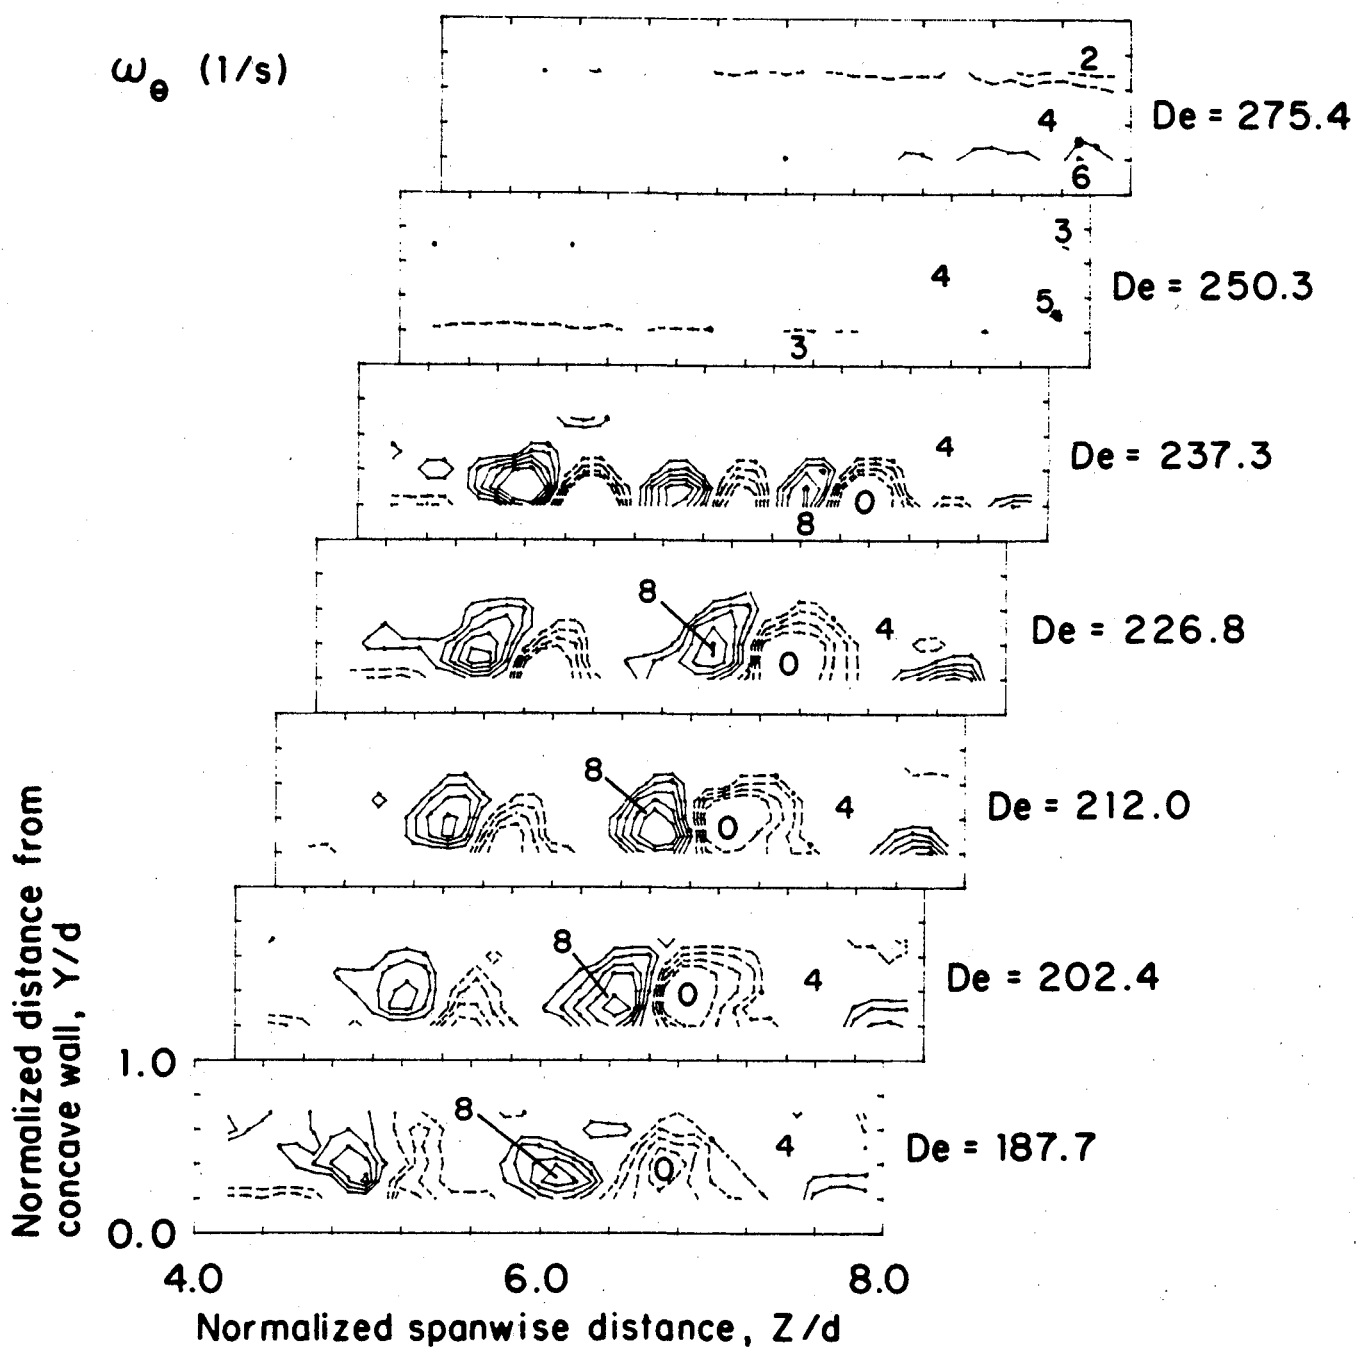 ωθ (1/s)
2
4
6
De = 275.4
3
4
5
3
De = 250.3
4
0
8
De = 237.3
8
4
0
De = 226.8
8
4
0
De = 212.0
8
4
0
De = 202.4
8
4
0
De = 187.7
Normalized distance from
concave wall, Y/d
1.0
0.0
4.0 6.0 8.0
Normalized spanwise distance, Z/d